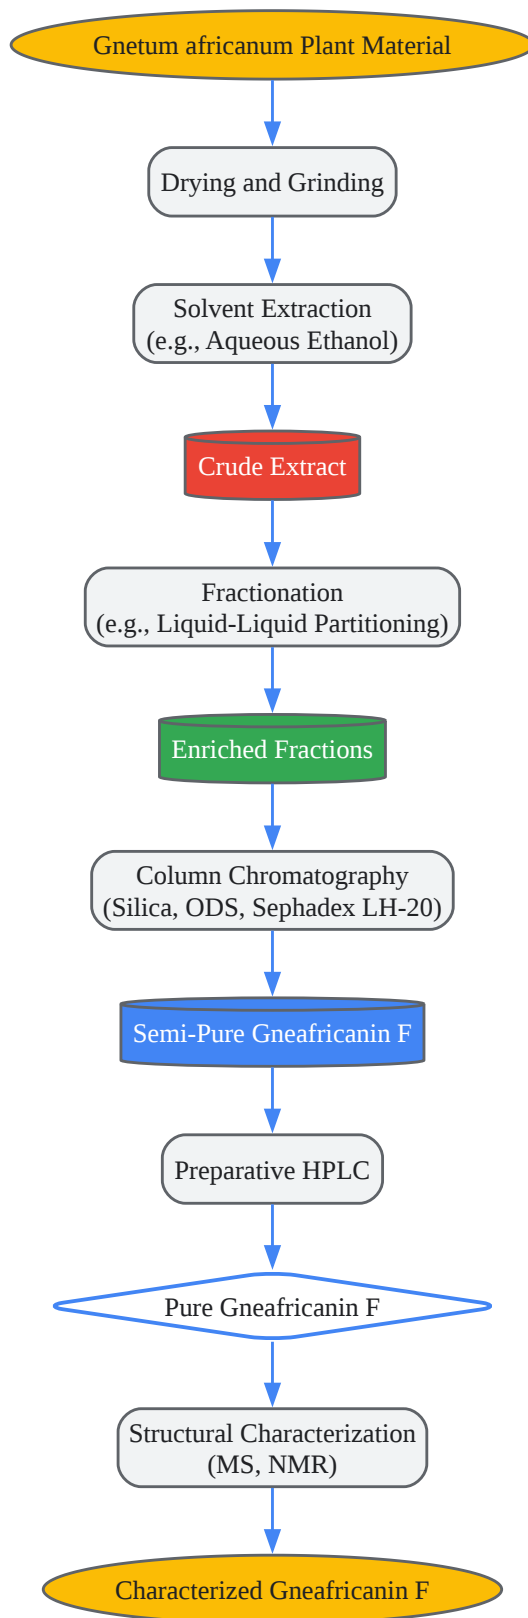 Gnetum africanum Plant Material
Drying and Grinding
Solvent Extraction
(e.g., Aqueous Ethanol)
Crude Extract
Fractionation
(e.g., Liquid-Liquid Partitioning)
Enriched Fractions
Column Chromatography
(Silica, ODS, Sephadex LH-20)
Semi-Pure Gneafricanin F
Preparative HPLC
Pure Gneafricanin F
Structural Characterization
(MS, NMR)
Characterized Gneafricanin F